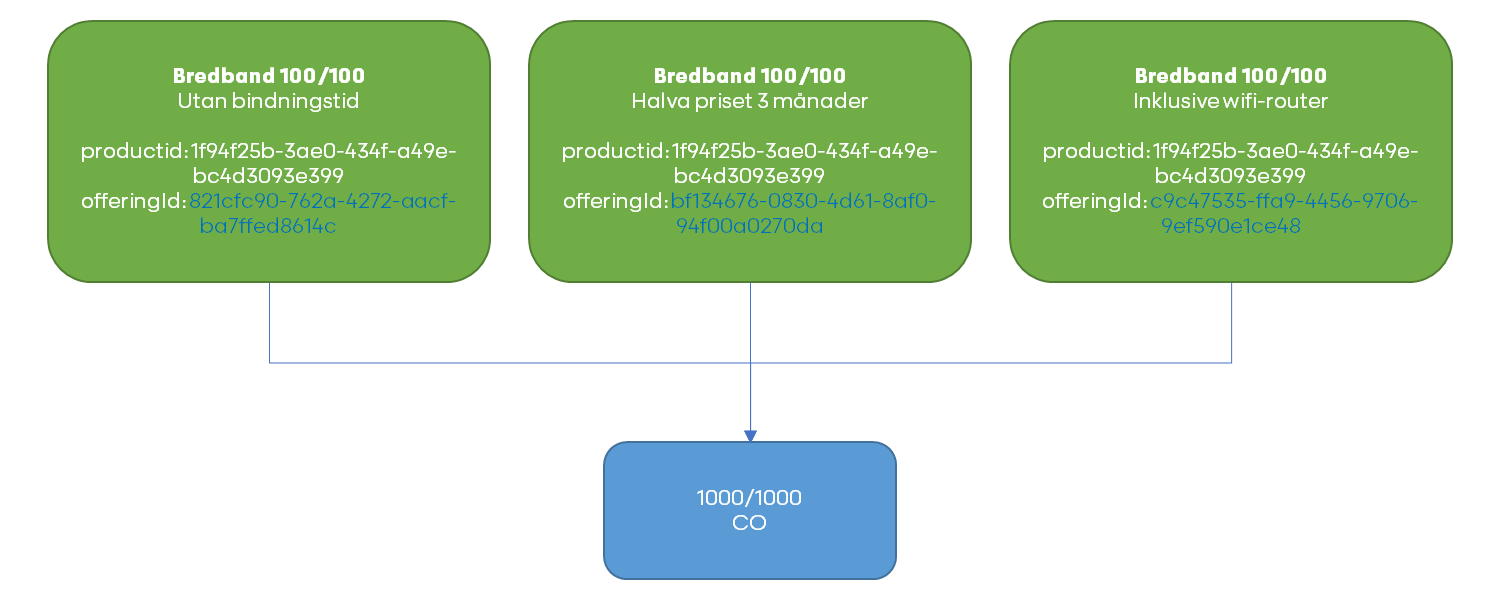 Bredband 100/100
Utan bindningstid
productid:1f94f25b-3ae0-434f-a49e-
bc4d3093e399
offeringId:821cfc90-762a-4272-aacf-
ba7ffed8614c
Bredband 100/100
Halva priset 3 månader
productid:1f94f25b-3ae0-434f-a49e-
bc4d3093e399
offeringId:bf134676-0830-4d61-8af0-
94f00a0270da
Bredband 100/100
Inklusive wifi-router
productid:1f94f25b-3ae0-434f-a49e-
bc4d3093e399
offeringId:c9c47535-ffa9-4456-9706-
9ef590e1ce48
1000/1000
CO